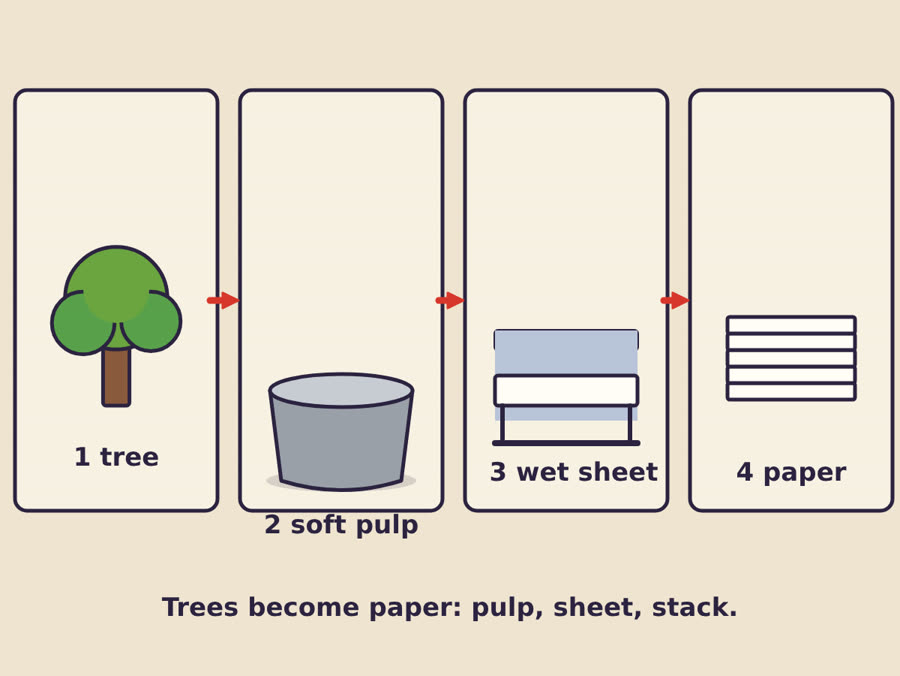 1 tree
2 soft pulp
3 wet sheet
4 paper
Trees become paper: pulp, sheet, stack.